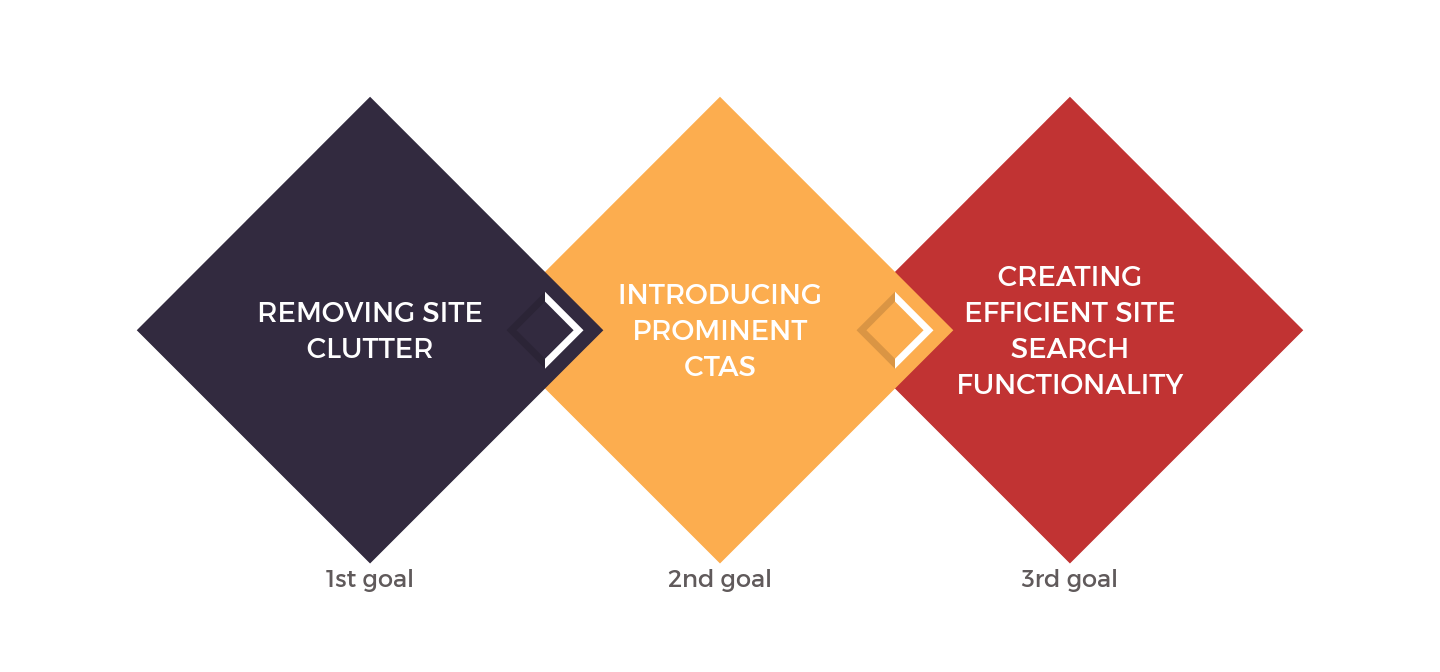 REMOVING SITE
CLUTTER
INTRODUCING
PROMINENT
CTAS
CREATING
EFFICIENT SITE
SEARCH
FUNCTIONALITY
1st goal
2nd goal
3rd goal